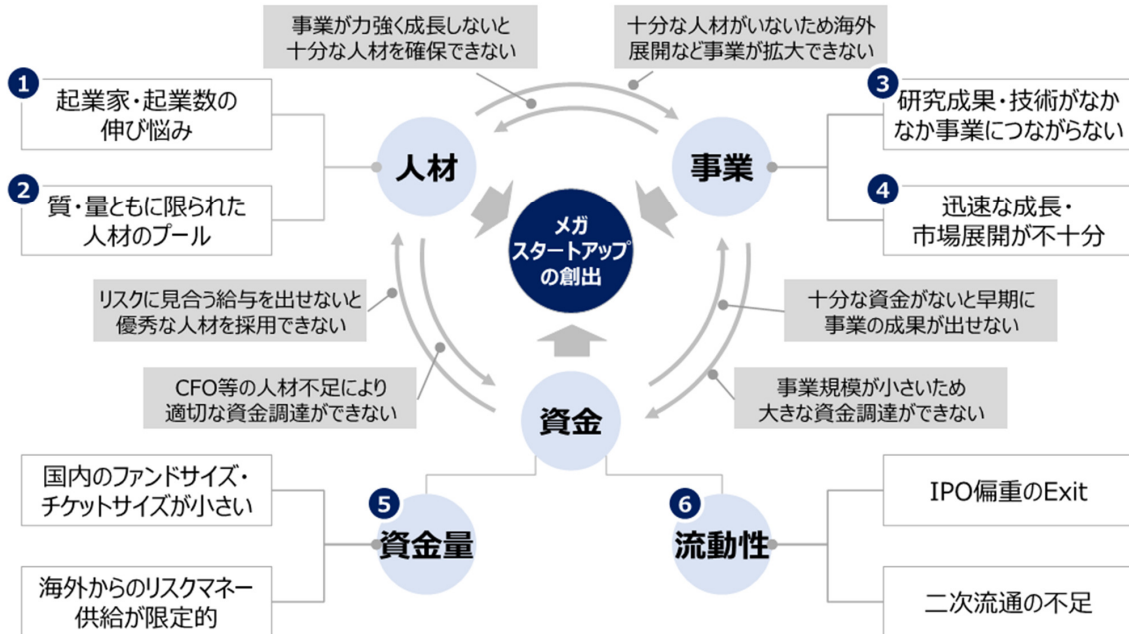 事業が力強く成長しないと
十分な人材を確保できない
十分な人材がいないため海外
展開など事業が拡大できない
1
起業家・起業数の
伸び悩み
3
研究成果・技術がなか
なか事業につながらない
人材
事業
2
質・量ともに限られた
人材のプール
4
迅速な成長・
市場展開が不十分
メガ
スタートアップ
の創出
リスクに見合う給与を出せないと
優秀な人材を採用できない
十分な資金がないと早期に
事業の成果が出せない
CFO等の人材不足により
適切な資金調達ができない
事業規模が小さいため
大きな資金調達ができない
資金
国内のファンドサイズ・
チケットサイズが小さい
5
資金量
6
流動性
IPO偏重のExit
海外からのリスクマネー
供給が限定的
二次流通の不足